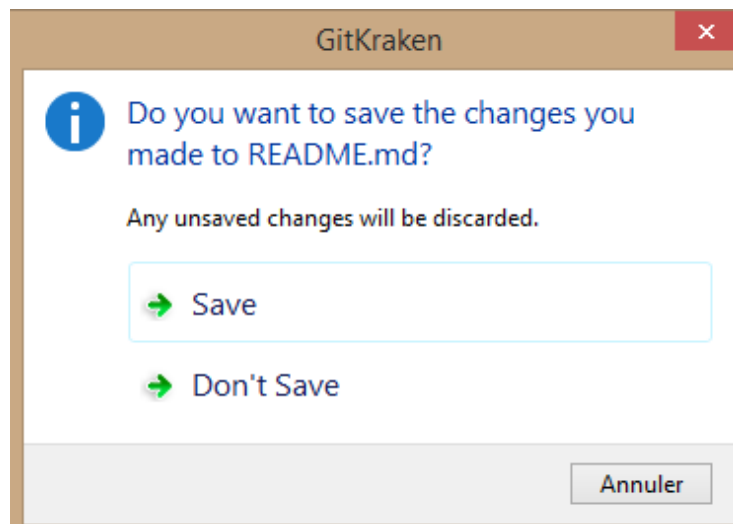 GitKraken
Do you want to save the changes you
made to README.md?
Any unsaved changes will be discarded.
Save
Don't Save
Annuler